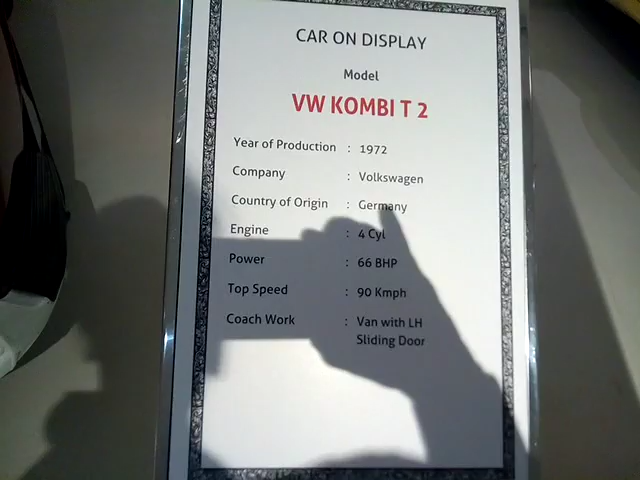 CAR ON DISPLAY
Model
VW KOMBI T 2
Year of Production : 1972
Company : Volkswagen
Country of Origin : Germany
Engine : 4 Cyl
Power : 66 BHP
Top Speed : 90 Kmph
Coach Work : Van with LH
Sliding Door